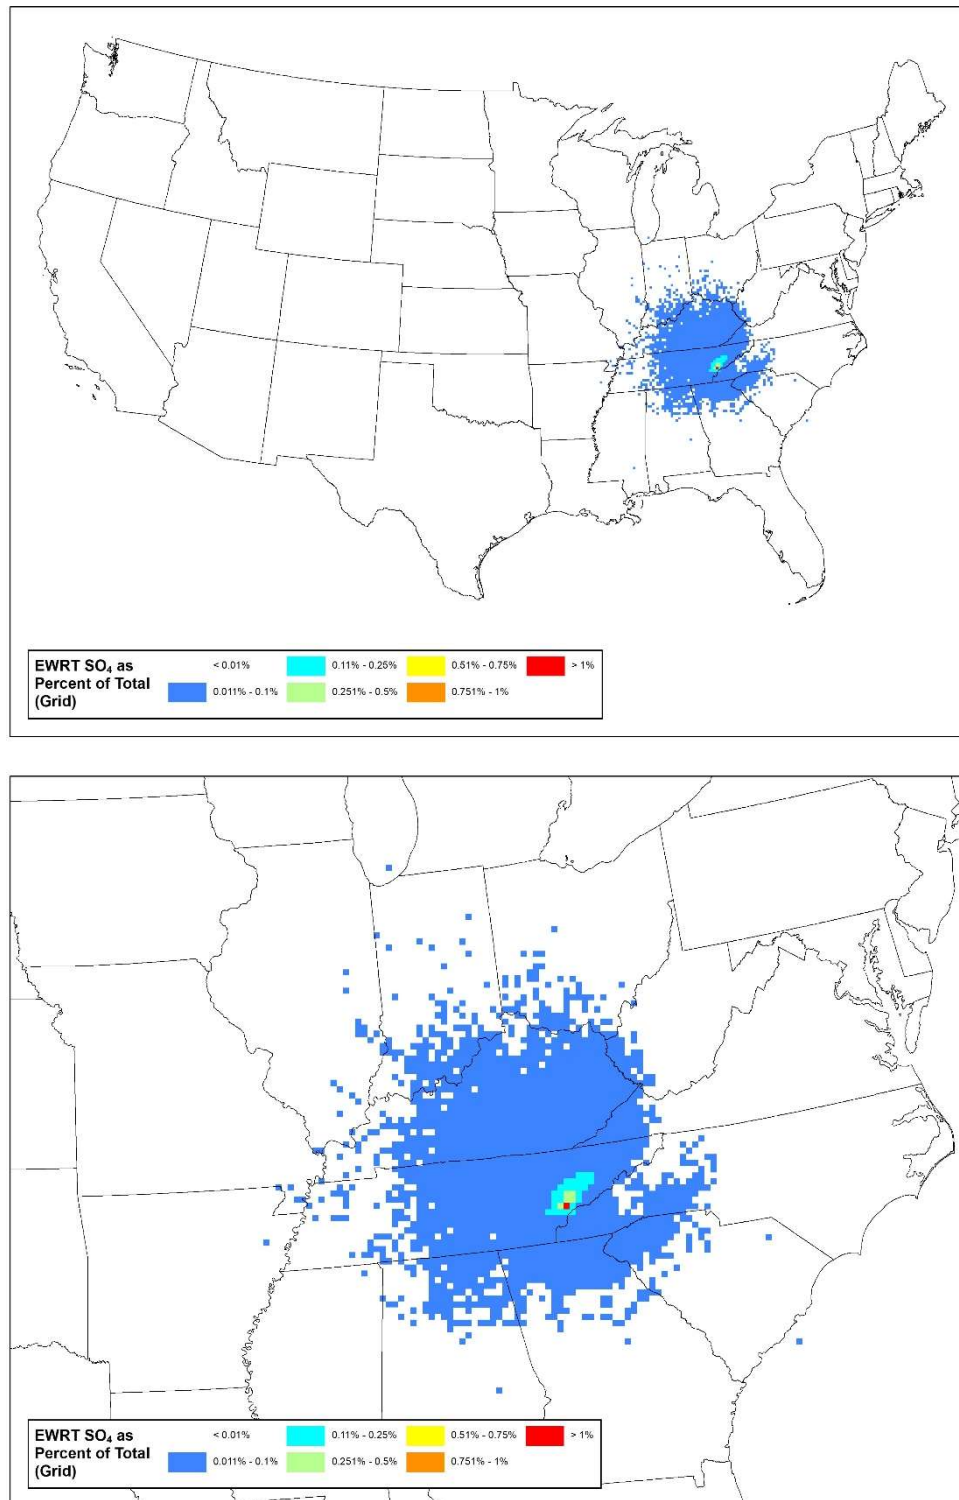 EWRT SO₄ as
Percent of Total
(Grid)
< 0.01% 0.11% - 0.25% 0.51% - 0.75% > 1%
0.011% - 0.1% 0.251% - 0.5% 0.751% - 1%
EWRT SO₄ as
Percent of Total
(Grid)
< 0.01% 0.11% - 0.25% 0.51% - 0.75% > 1%
0.011% - 0.1% 0.251% - 0.5% 0.751% - 1%